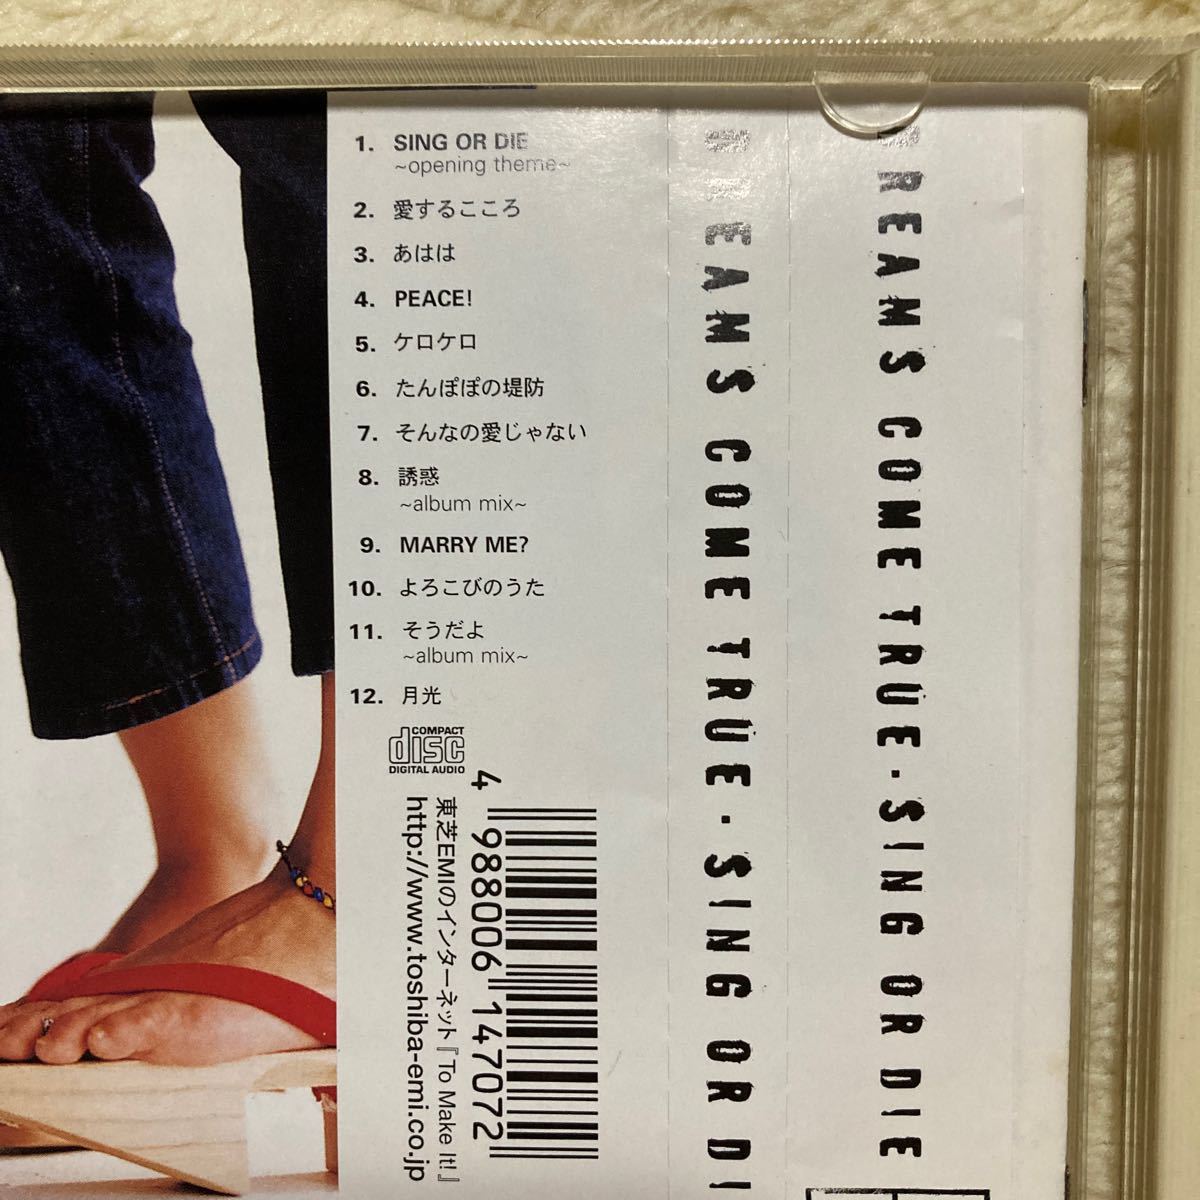 1. SING OR DIE
~opening theme~
2. 愛するこころ
3. あはは
4. PEACE!
5. ケロケロ
6. たんぽぽの堤防
7. そんなの愛じゃない
8. 誘惑
~album mix~
9. MARRY ME?
10. よろこびのうた
11. そうだよ
~album mix~
12. 月光
COMPACT
disc
DIGITAL AUDIO
4 988006 147072
東芝EMIのインターネット『To Make It!』
http://www.toshiba-emi.co.jp
DREAMS COME TRUE · SING OR DI
DREAMS COME TRUE · SING OR DIE